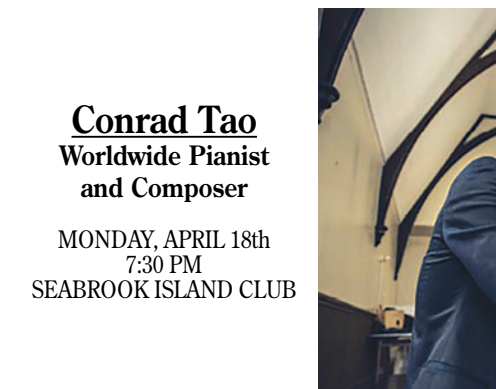 Conrad Tao
Worldwide Pianist
and Composer
MONDAY, APRIL 18th
7:30 PM
SEABROOK ISLAND CLUB